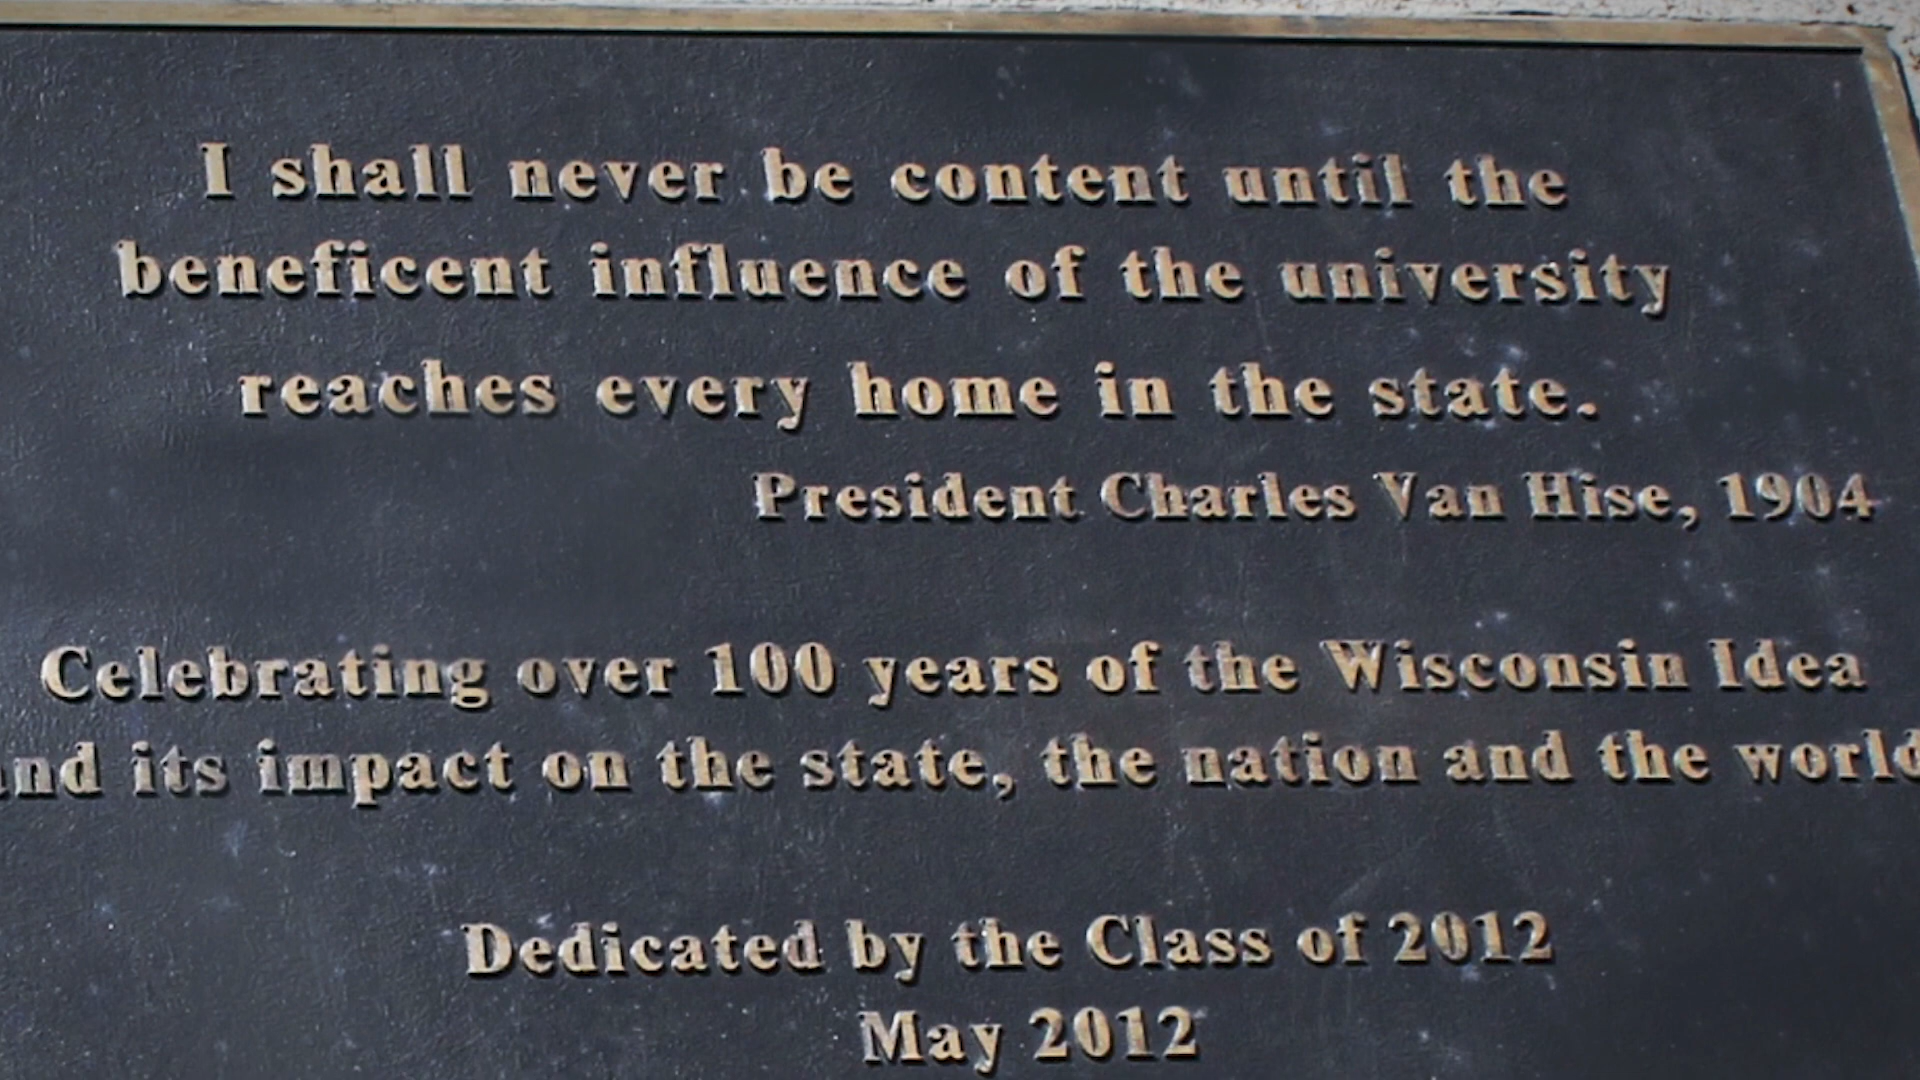 I shall never be content until the
beneficent influence of the university
reaches every home in the state.
President Charles Van Hise, 1904
Celebrating over 100 years of the Wisconsin Idea
and its impact on the state, the nation and the world
Dedicated by the Class of 2012
May 2012